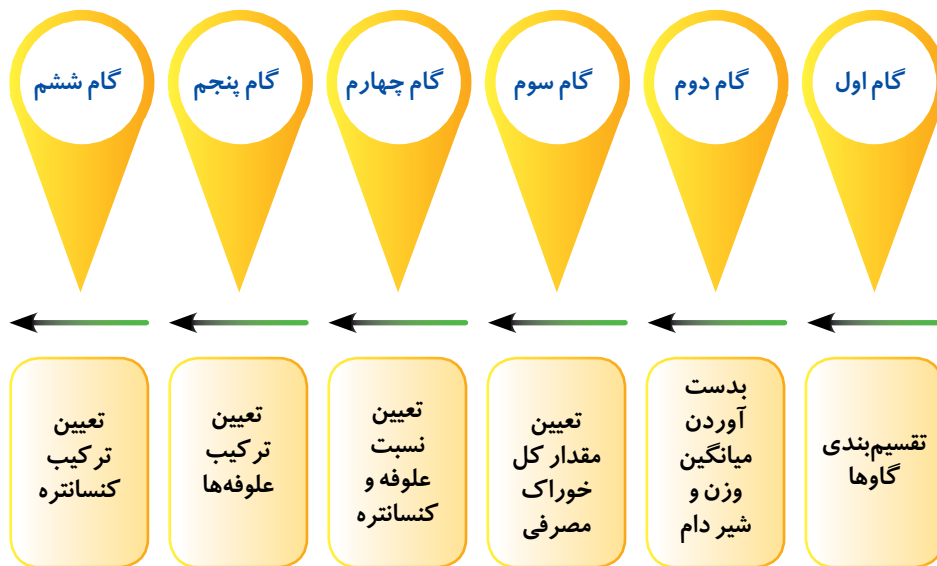 گام اول
گام دوم
گام سوم
گام چهارم
گام پنجم
گام ششم
تقسیم‌بندی
گاوها
بدست
آوردن
میانگین
وزن و
شیر دام
تعیین
مقدار کل
خوراک
مصرفی
تعیین
نسبت
علوفه و
کنسانتره
تعیین
ترکیب
علوفه‌ها
تعیین
ترکیب
کنسانتره